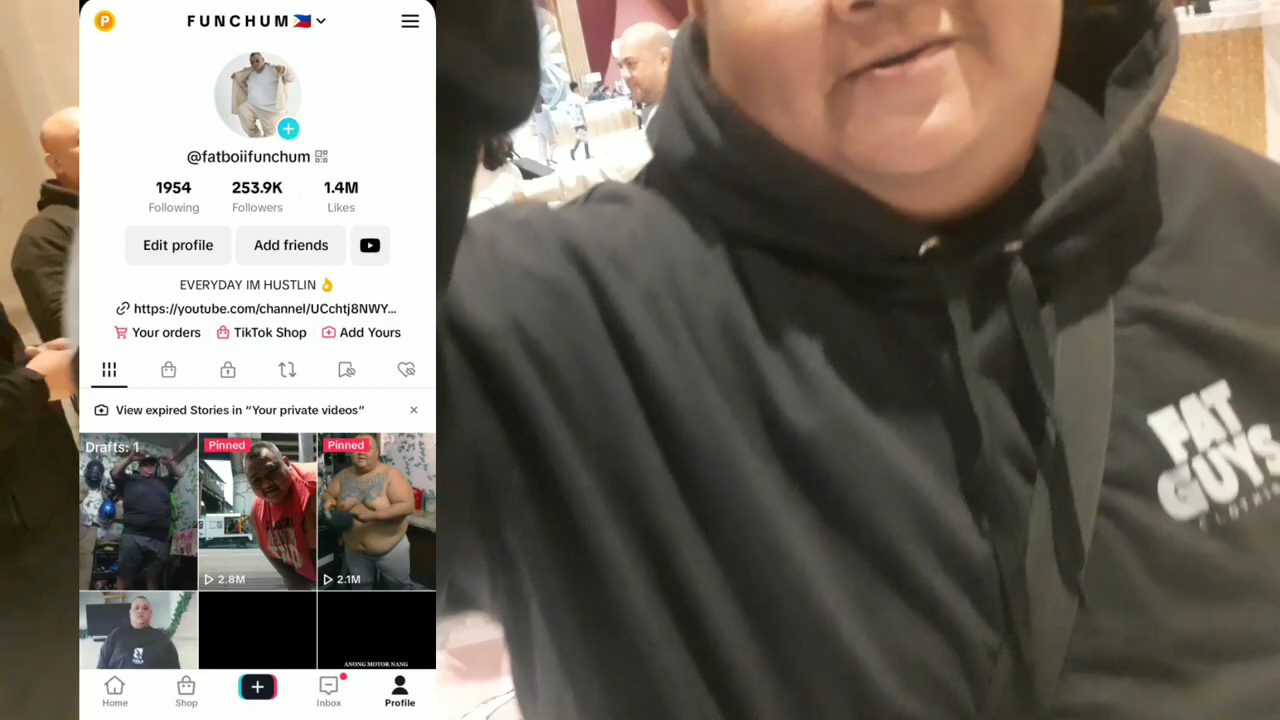 P
FUNCHUM🇵🇭
@fatboiifunchum
1954 253.9K 1.4M
Following Followers Likes
Edit profile Add friends
EVERYDAY IM HUSTLIN 👌
https://youtube.com/channel/UCchtj8NWY...
Your orders TikTok Shop Add Yours
View expired Stories in “Your private videos”
Drafts: 1 Pinned Pinned
2.8M 2.1M
ANONG MOTOR NANG
Home Shop Inbox Profile
FAT
GUYS